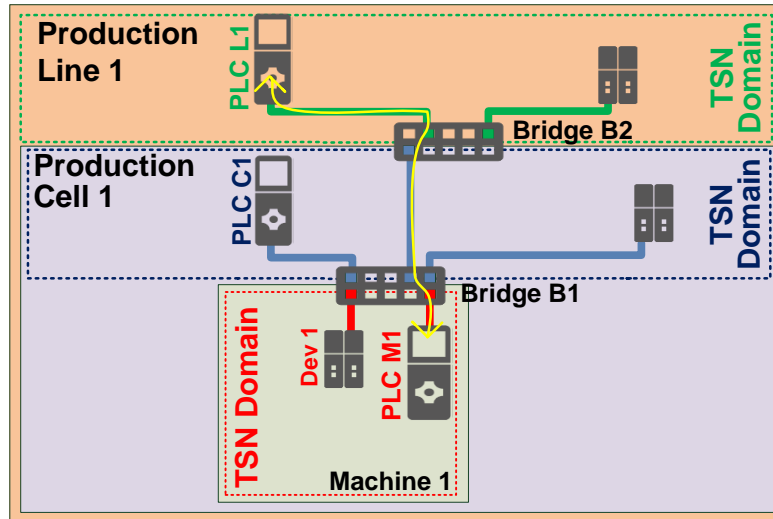 Production
Line 1
PLC L1
TSN
Domain
Bridge B2
Production
Cell 1
PLC C1
TSN
Domain
Bridge B1
TSN Domain
Dev 1
PLC M1
Machine 1